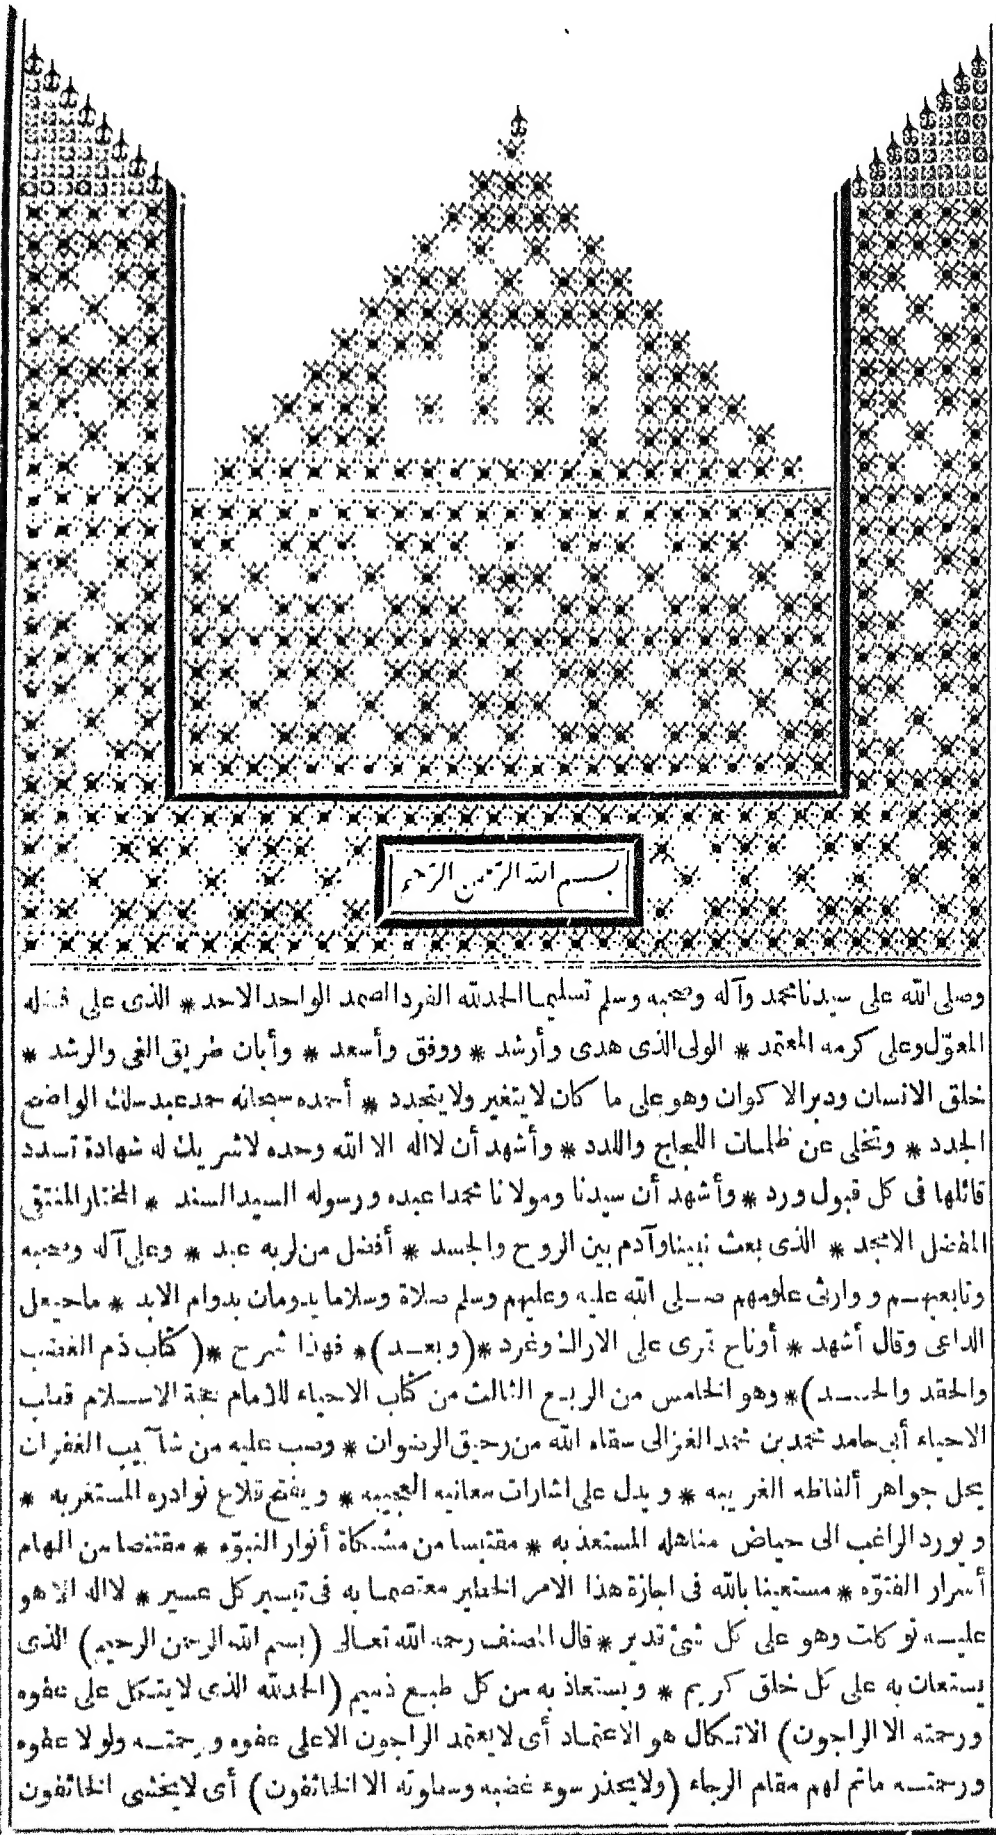 الله
بسم الله الرحمن الرحيم
وصلى الله على سيدنا محمد وآله وصحبه وسلم تسليما الحمد لله الفرد الصمد الواحد الاحد * الذى على فضله
المعوّل وعلى كرمه المعتمد * الولى الذى هدى وأرشد * ووفق وأسعد * وأبان طريق الغى والرشد *
خلق الانسان ودبر الاكوان وهو على ما كان لا يتغير ولا يتجدد * أحمده سبحانه حمد عبد سلك الواضح
الجدد * وتخلى عن ظلمات اللجاج واللدد * وأشهد أن لا اله الا الله وحده لا شريك له شهادة تسدد
قائلها فى كل قبول ورد * وأشهد أن سيدنا ومولانا محمدا عبده ورسوله السيد السند * المختار المنتقى
المفضل الامجد * الذى بعث نبينا وآدم بين الروح والجسد * أفضل من لربه عبد * وعلى آله وصحبه
وتابعيهم ووارثى علومهم صلى الله عليه وعليهم وسلم صلاة وسلاما يدومان بدوام الابد * ما حيعل
الداعى وقال أشهد * أوناح قرى على الاراك وغرد * (وبعد) * فهذا شرح * (كتاب ذم الغضب
والحقد والحسد) * وهو الخامس من الربع الثالث من كتاب الاحياء للامام حجة الاسلام قطب
الاحياء أبى حامد محمد بن محمد الغزالى سقاه الله من رحيق الرضوان * وصب عليه من شآبيب الغفران
يحل جواهر ألفاظه الغريبه * ويدل على اشارات معانيه العجيبه * ويفتح قلاع نوادره المستغربه *
ويورد الراغب الى حياض مناهله المستعذبه * مقتبسا من مشكاة أنوار النبوّه * مقتنصا من الهام
أسرار الفتوّه * مستعينا بالله فى اجازة هذا الامر الخطير معتصما به فى تيسير كل عسير * لا اله الا هو
عليه توكلت وهو على كل شئ قدير * قال المصنف رحمه الله تعالى (بسم الله الرحمن الرحيم) الذى
يستعان به على كل خلق كريم * ويستعاذ به من كل طبع ذميم (الحمد لله الذى لا يتكل على عفوه
ورحمته الا الراجون) الاتكال هو الاعتماد أى لا يعتمد الراجون الا على عفوه ورحمته ولولا عفوه
ورحمته ماتم لهم مقام الرجاء (ولا يحذر سوء غضبه وسطوته الا الخائفون) أى لا يخشى الخائفون